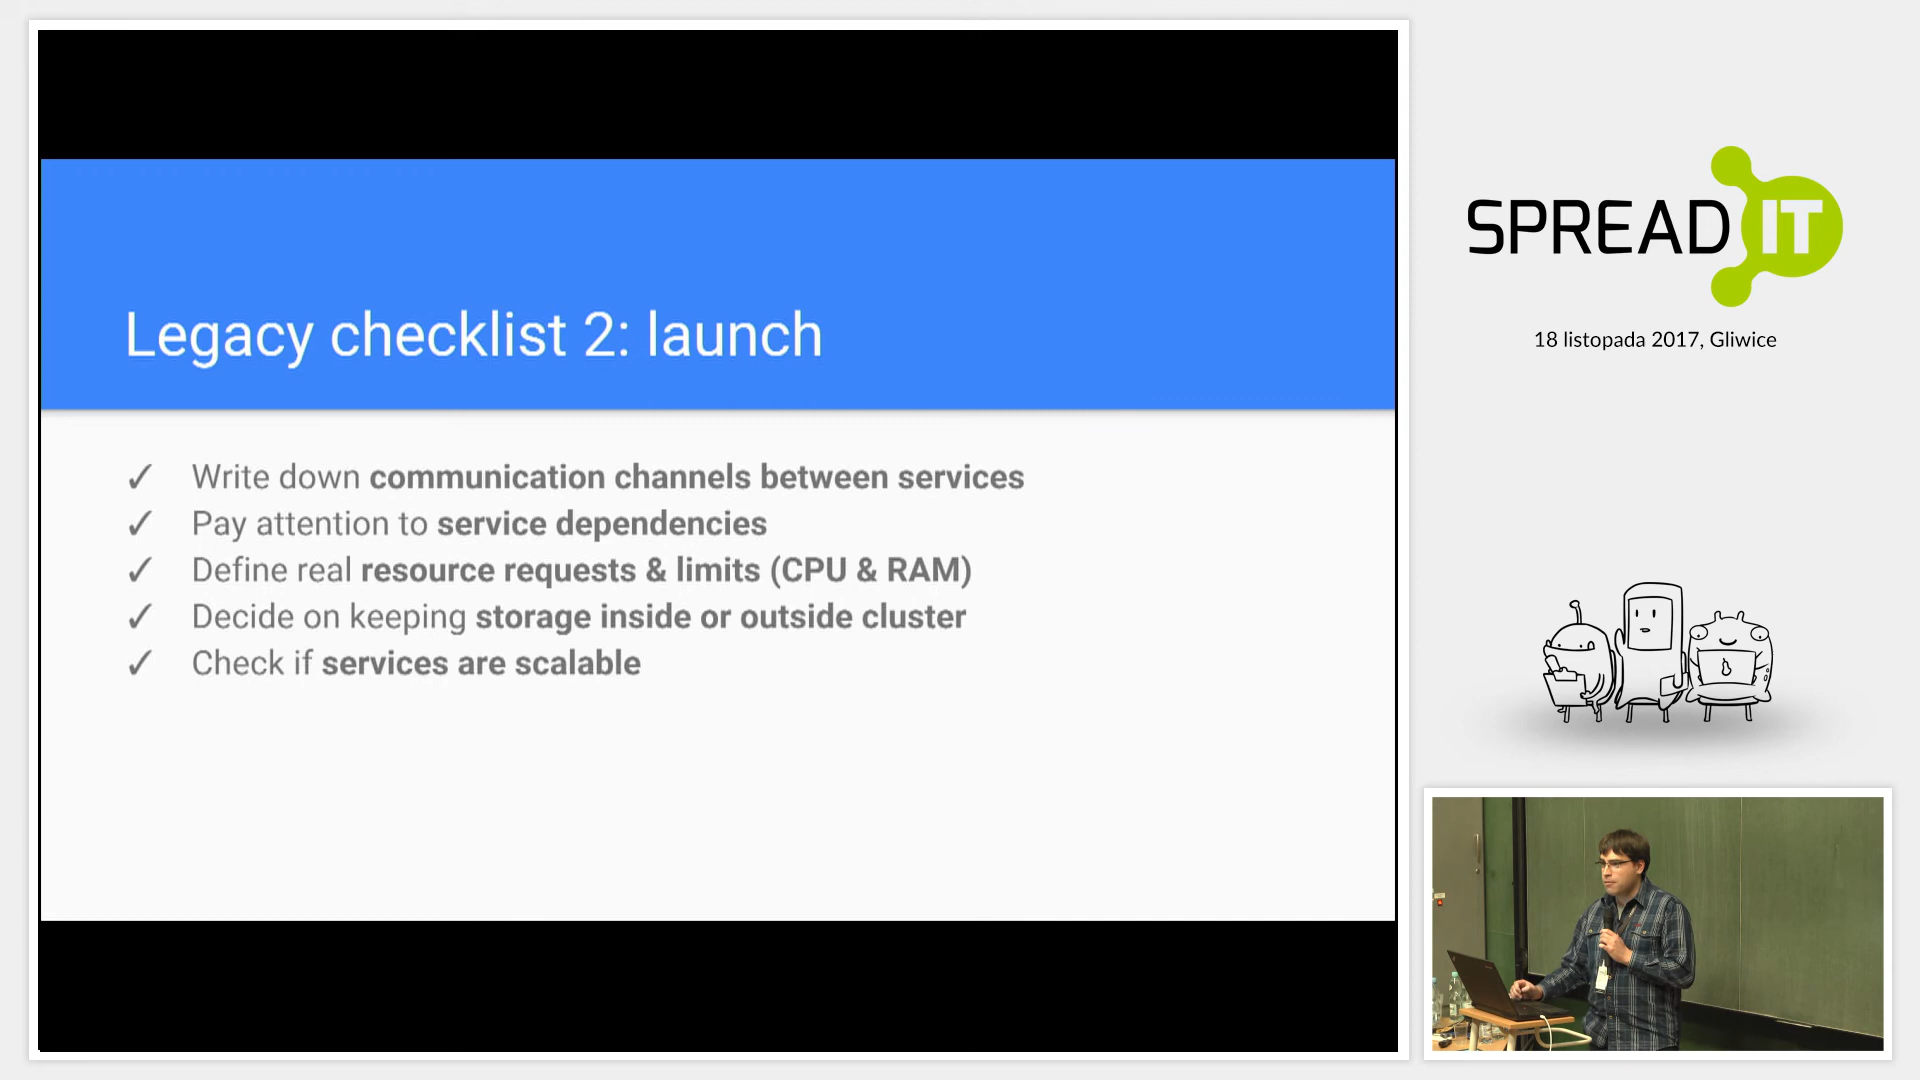 Legacy checklist 2: launch
✓ Write down communication channels between services
✓ Pay attention to service dependencies
✓ Define real resource requests & limits (CPU & RAM)
✓ Decide on keeping storage inside or outside cluster
✓ Check if services are scalable
SPREAD IT
18 listopada 2017, Gliwice